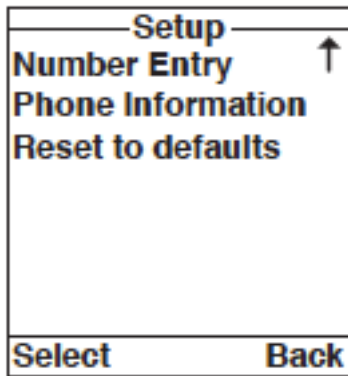 Setup
Number Entry ↑
Phone Information
Reset to defaults
Select Back